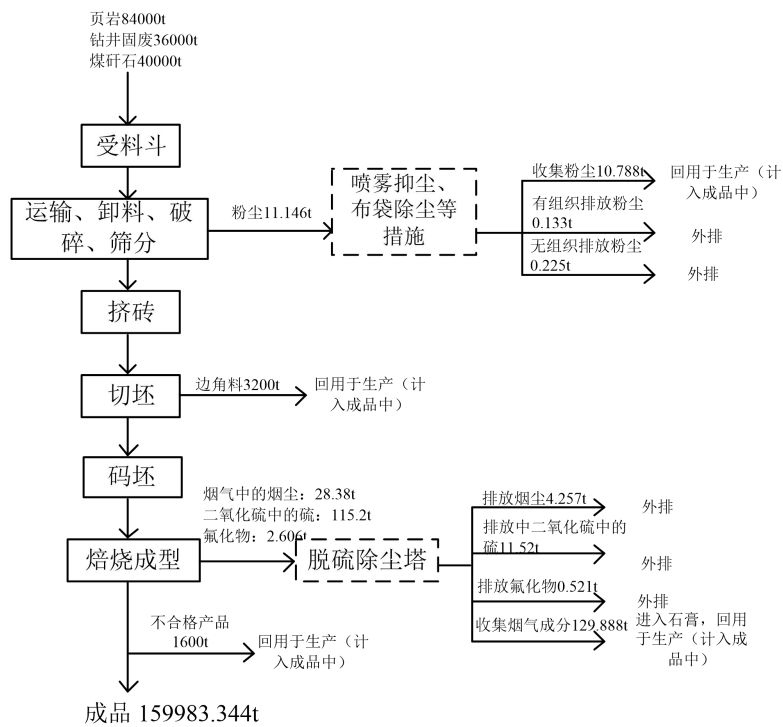 页岩84000t
钻井固废36000t
煤矸石40000t
受料斗
运输、卸料、破
碎、筛分
粉尘11.146t
喷雾抑尘、
布袋除尘等
措施
收集粉尘10.788t
回用于生产（计
入成品中）
有组织排放粉尘
0.133t
外排
无组织排放粉尘
0.225t
外排
挤砖
切坯
边角料3200t
回用于生产（计
入成品中）
码坯
烟气中的烟尘：28.38t
二氧化硫中的硫：115.2t
氟化物：2.606t
焙烧成型
脱硫除尘塔
排放烟尘4.257t
外排
排放中二氧化硫中的
硫11.52t
外排
排放氟化物0.521t
外排
收集烟气成分129.888t
进入石膏，回用
于生产（计入成
品中）
不合格产品
1600t
回用于生产（计
入成品中）
成品 159983.344t